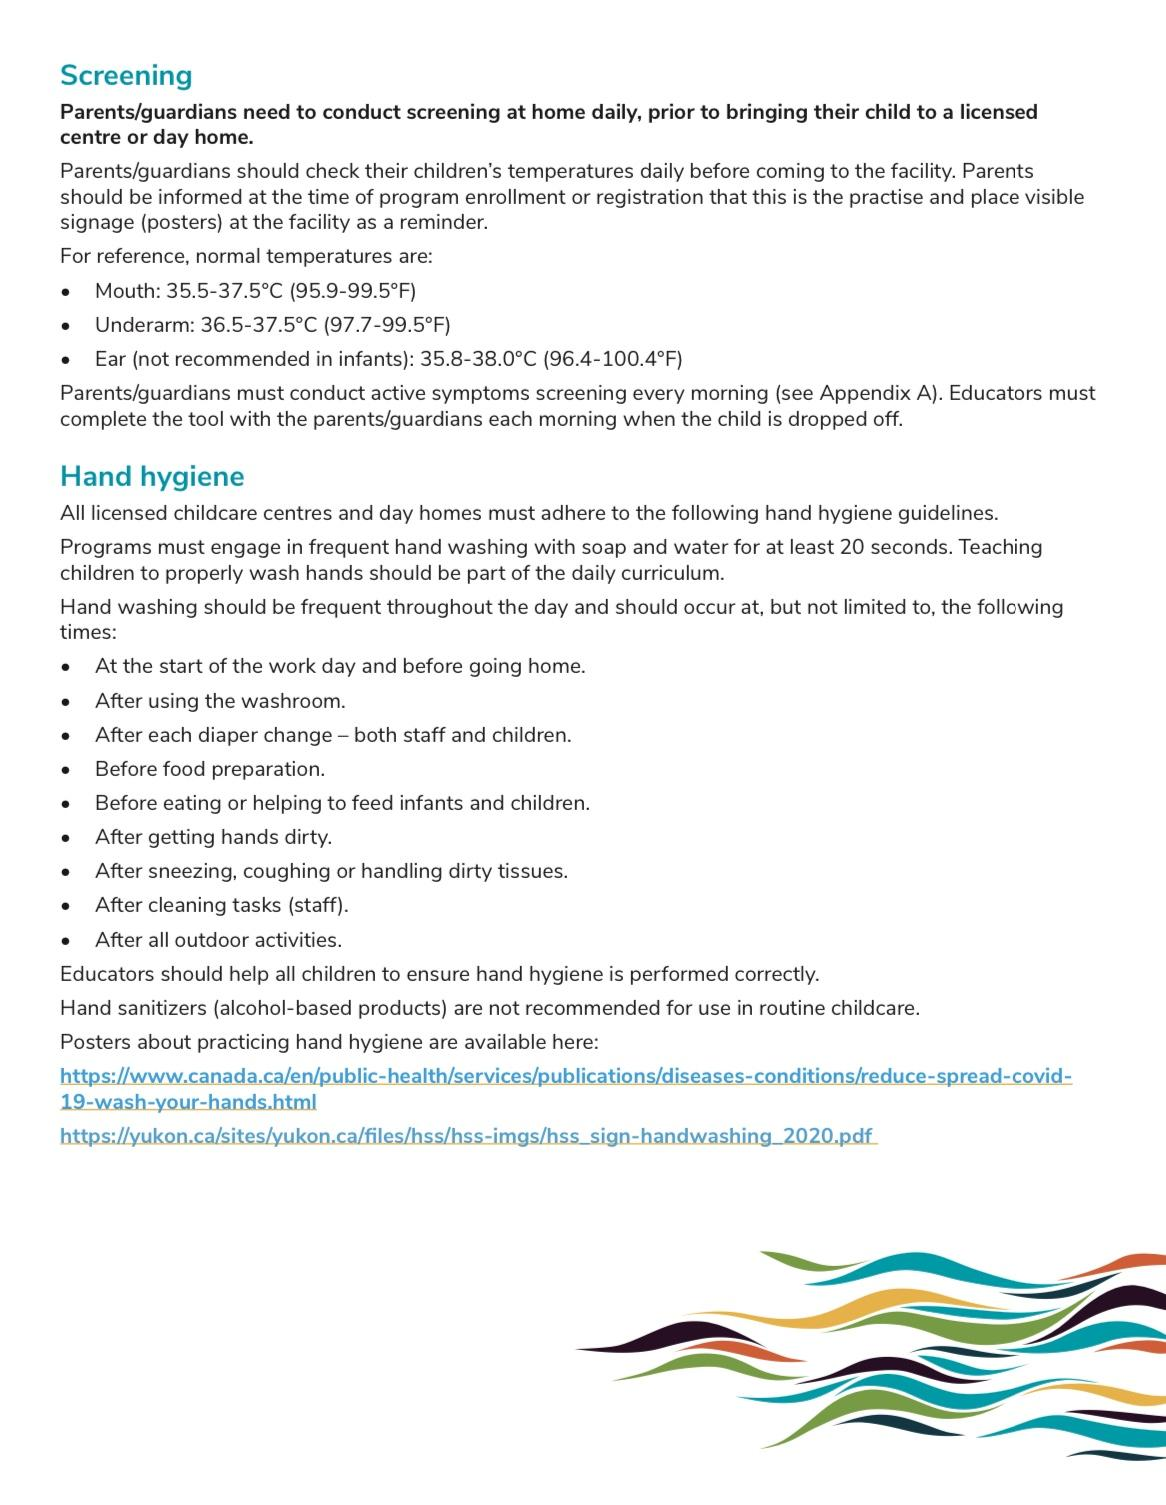 Screening
Parents/guardians need to conduct screening at home daily, prior to bringing their child to a licensed
centre or day home.
Parents/guardians should check their children's temperatures daily before coming to the facility. Parents
should be informed at the time of program enrollment or registration that this is the practise and place visible
signage (posters) at the facility as a reminder.
For reference, normal temperatures are:
• Mouth: 35.5-37.5°C (95.9-99.5°F)
• Underarm: 36.5-37.5°C (97.7-99.5°F)
• Ear (not recommended in infants): 35.8-38.0°C (96.4-100.4°F)
Parents/guardians must conduct active symptoms screening every morning (see Appendix A). Educators must
complete the tool with the parents/guardians each morning when the child is dropped off.
Hand hygiene
All licensed childcare centres and day homes must adhere to the following hand hygiene guidelines.
Programs must engage in frequent hand washing with soap and water for at least 20 seconds. Teaching
children to properly wash hands should be part of the daily curriculum.
Hand washing should be frequent throughout the day and should occur at, but not limited to, the following
times:
• At the start of the work day and before going home.
• After using the washroom.
• After each diaper change – both staff and children.
• Before food preparation.
• Before eating or helping to feed infants and children.
• After getting hands dirty.
• After sneezing, coughing or handling dirty tissues.
• After cleaning tasks (staff).
• After all outdoor activities.
Educators should help all children to ensure hand hygiene is performed correctly.
Hand sanitizers (alcohol-based products) are not recommended for use in routine childcare.
Posters about practicing hand hygiene are available here:
https://www.canada.ca/en/public-health/services/publications/diseases-conditions/reduce-spread-covid-
19-wash-your-hands.html
https://yukon.ca/sites/yukon.ca/files/hss/hss-imgs/hss_sign-handwashing_2020.pdf